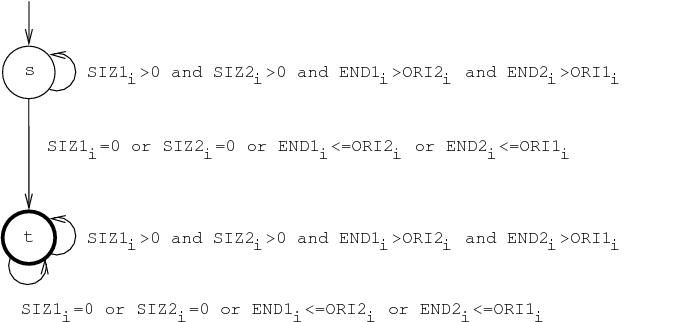 s SIZ1i>0 and SIZ2i>0 and END1i>ORI2i and END2i>ORI1i
SIZ1i=0 or SIZ2i=0 or END1i<=ORI2i or END2i<=ORI1i
t SIZ1i>0 and SIZ2i>0 and END1i>ORI2i and END2i>ORI1i
SIZ1i=0 or SIZ2i=0 or END1i<=ORI2i or END2i<=ORI1i